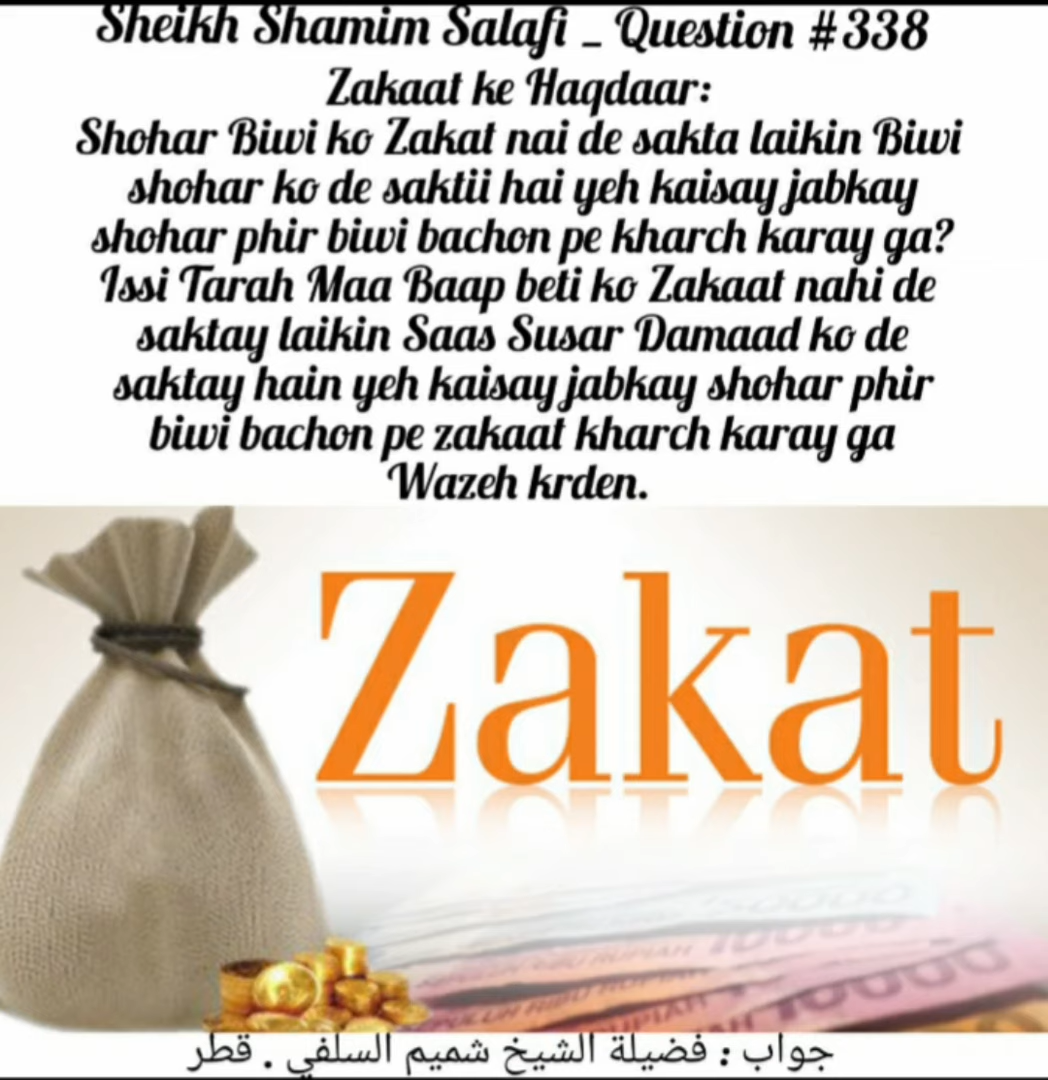 Sheikh Shamim Salafi _ Question #338
Zakaat ke Haqdaar:
Shohar Biwi ko Zakat nai de sakta laikin Biwi
shohar ko de saktii hai yeh kaisay jabkay
shohar phir biwi bachon pe kharch karay ga?
Issi Tarah Maa Baap beti ko Zakaat nahi de
saktay laikin Saas Susar Damaad ko de
saktay hain yeh kaisay jabkay shohar phir
biwi bachon pe zakaat kharch karay ga
Wazeh krden.
Zakat
جواب : فضيلة الشيخ شميم السلفي . قطر